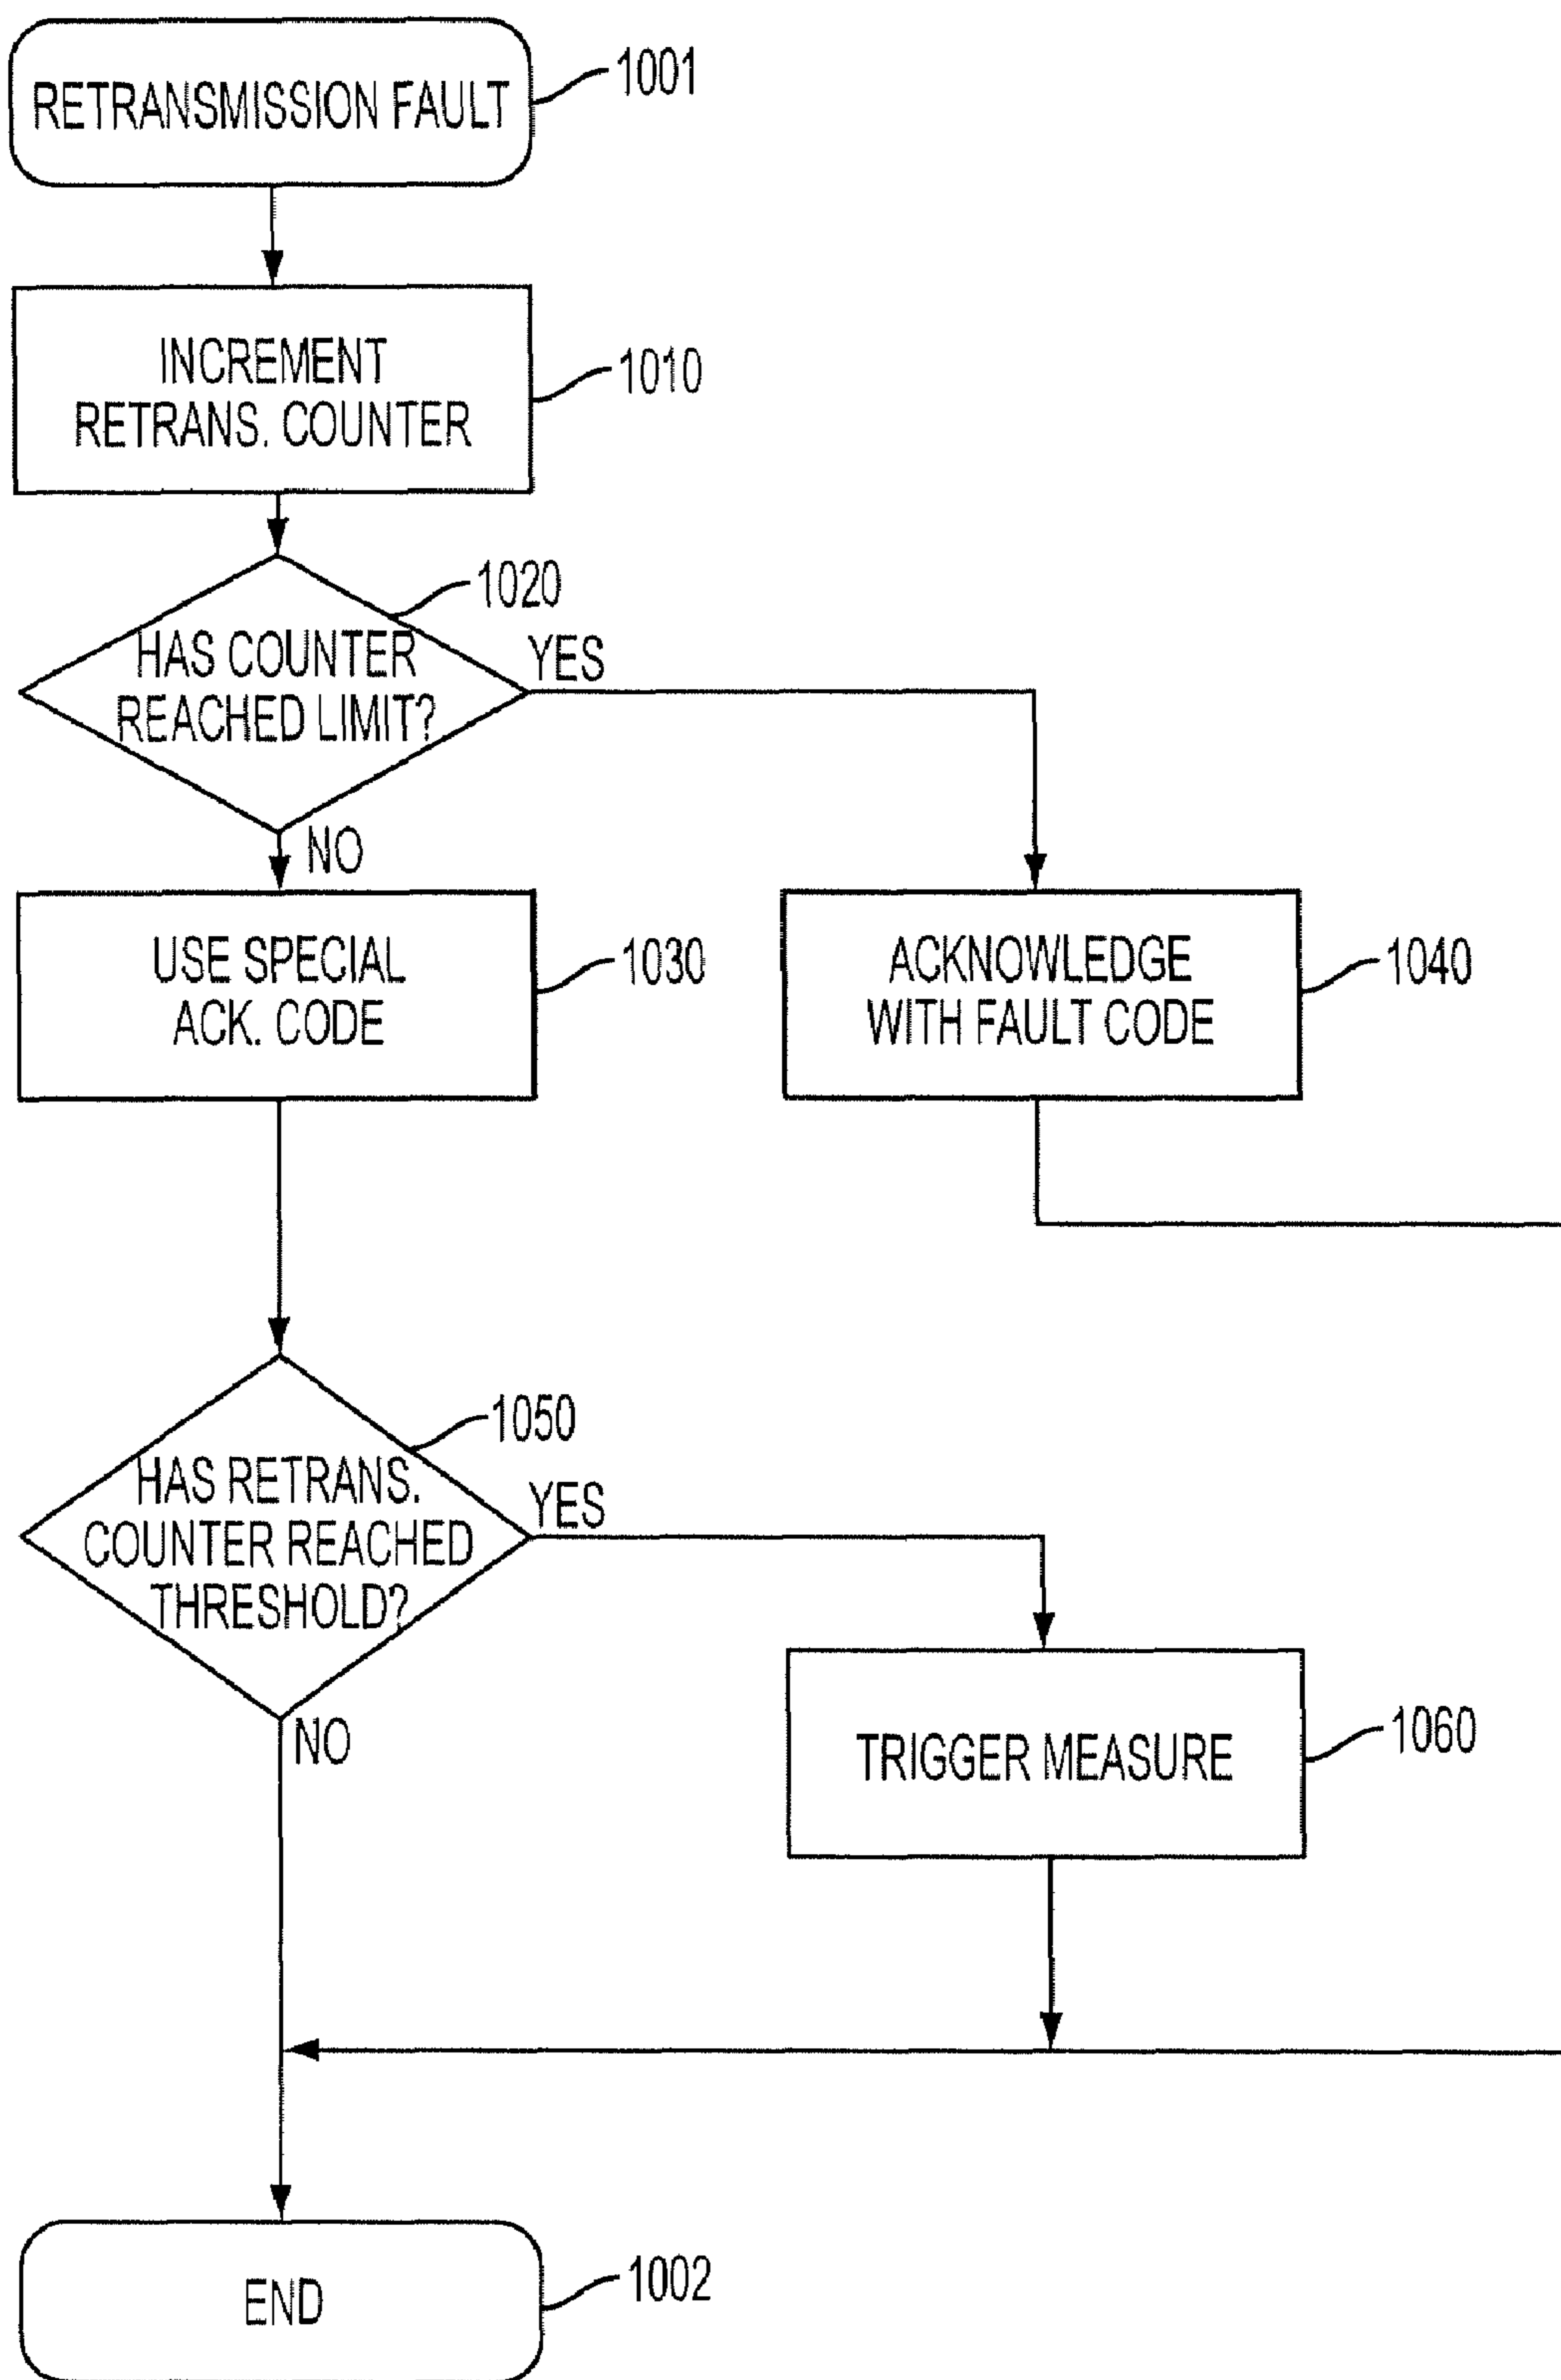 RETRANSMISSION FAULT
1001
INCREMENT
RETRANS. COUNTER
1010
1020
HAS COUNTER
REACHED LIMIT?
YES
NO
USE SPECIAL
ACK. CODE
1030
ACKNOWLEDGE
WITH FAULT CODE
1040
1050
HAS RETRANS.
COUNTER REACHED
THRESHOLD?
YES
NO
TRIGGER MEASURE
1060
END
1002